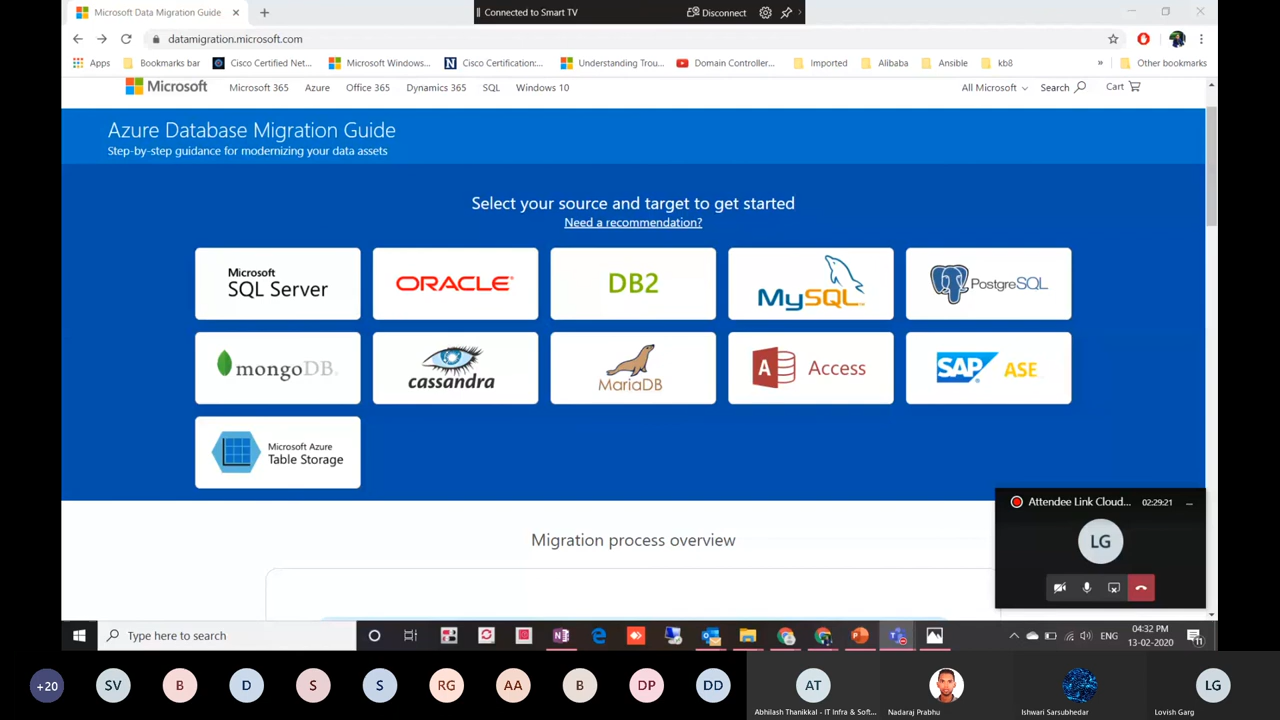 Microsoft Data Migration Guide
Connected to Smart TV
Disconnect
datamigration.microsoft.com
Apps
Bookmarks bar
Cisco Certified Net...
Microsoft Windows...
Cisco Certification:...
Understanding Trou...
Domain Controller...
Imported
Alibaba
Ansible
kb8
Other bookmarks
Microsoft
Microsoft 365
Azure
Office 365
Dynamics 365
SQL
Windows 10
All Microsoft
Search
Cart
Azure Database Migration Guide
Step-by-step guidance for modernizing your data assets
Select your source and target to get started
Need a recommendation?
Microsoft
SQL Server
ORACLE
DB2
MySQL
PostgreSQL
mongoDB
cassandra
MariaDB
A
Access
SAP
ASE
Microsoft Azure
Table Storage
Migration process overview
Attendee Link Cloud...
02:29:21
LG
Type here to search
ENG
04:32 PM
13-02-2020
11
+20
SV
B
D
S
S
RG
AA
B
DP
DD
AT
LG
Abhilash Thanikkal - IT Infra & Soft...
Nadaraj Prabhu
Ishwari Sarsubhedar
Lovish Garg